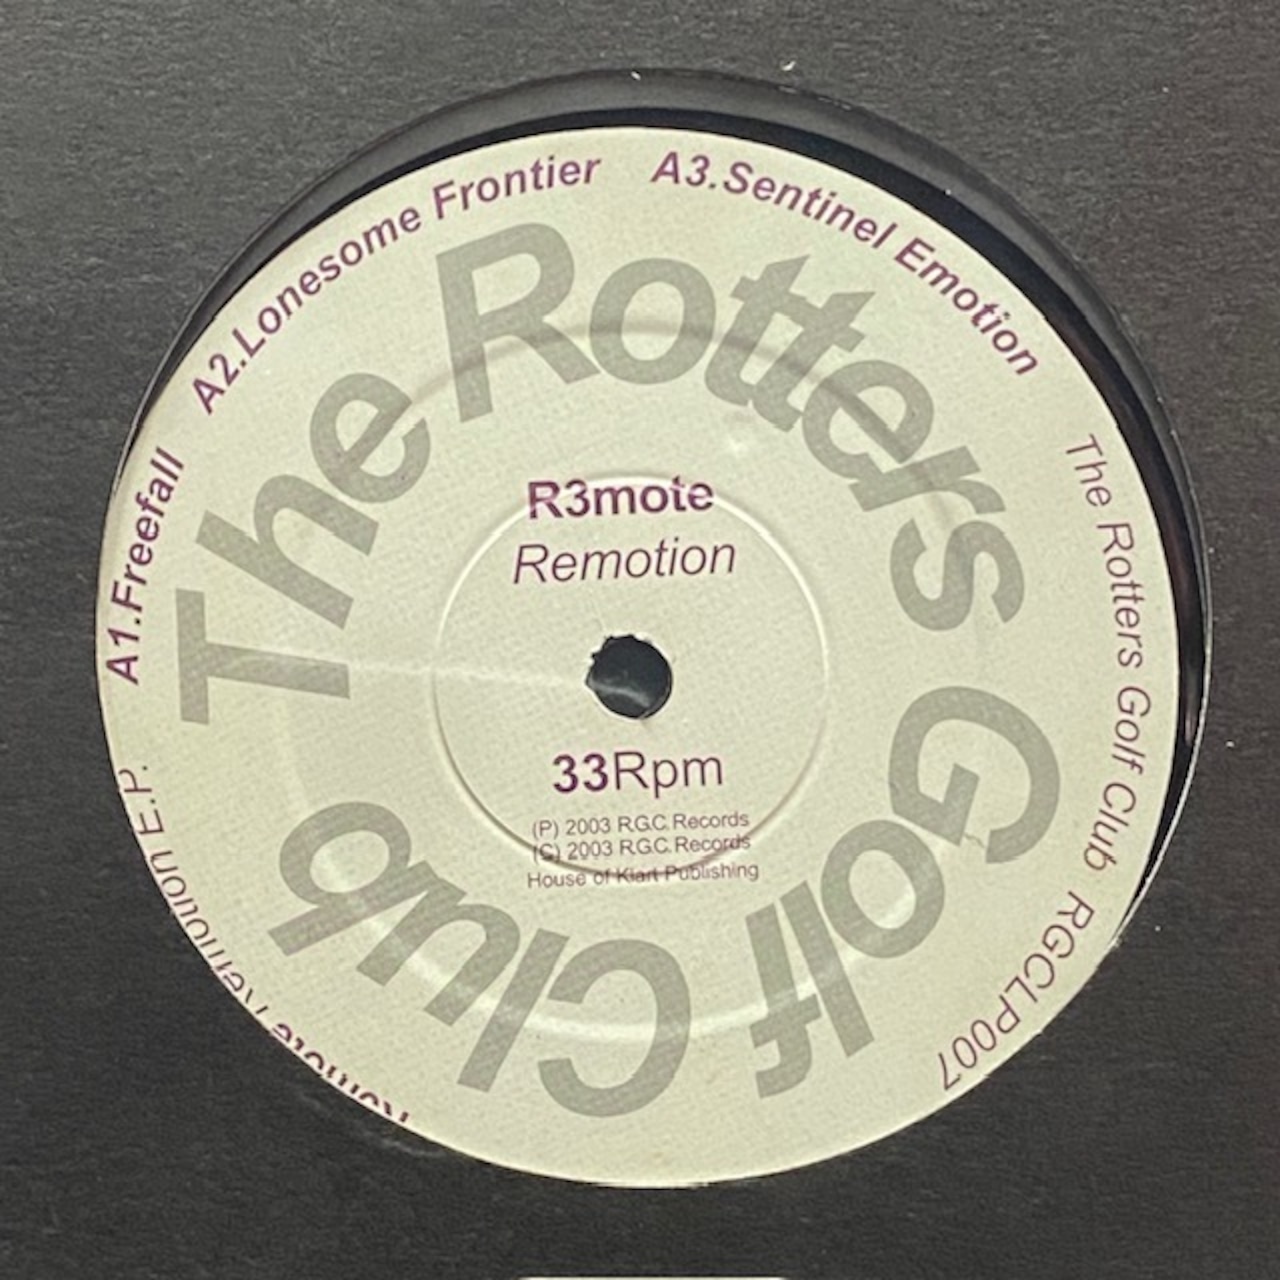 A1.Freefall
A2.Lonesome Frontier
A3.Sentinel Emotion
The Rotters Golf Club RGCLP007
The Rotters Golf Club
R3mote
Remotion
33Rpm
(P) 2003 R.G.C. Records
(C) 2003 R.G.C. Records
House of Kiart Publishing
Remotion E.P.